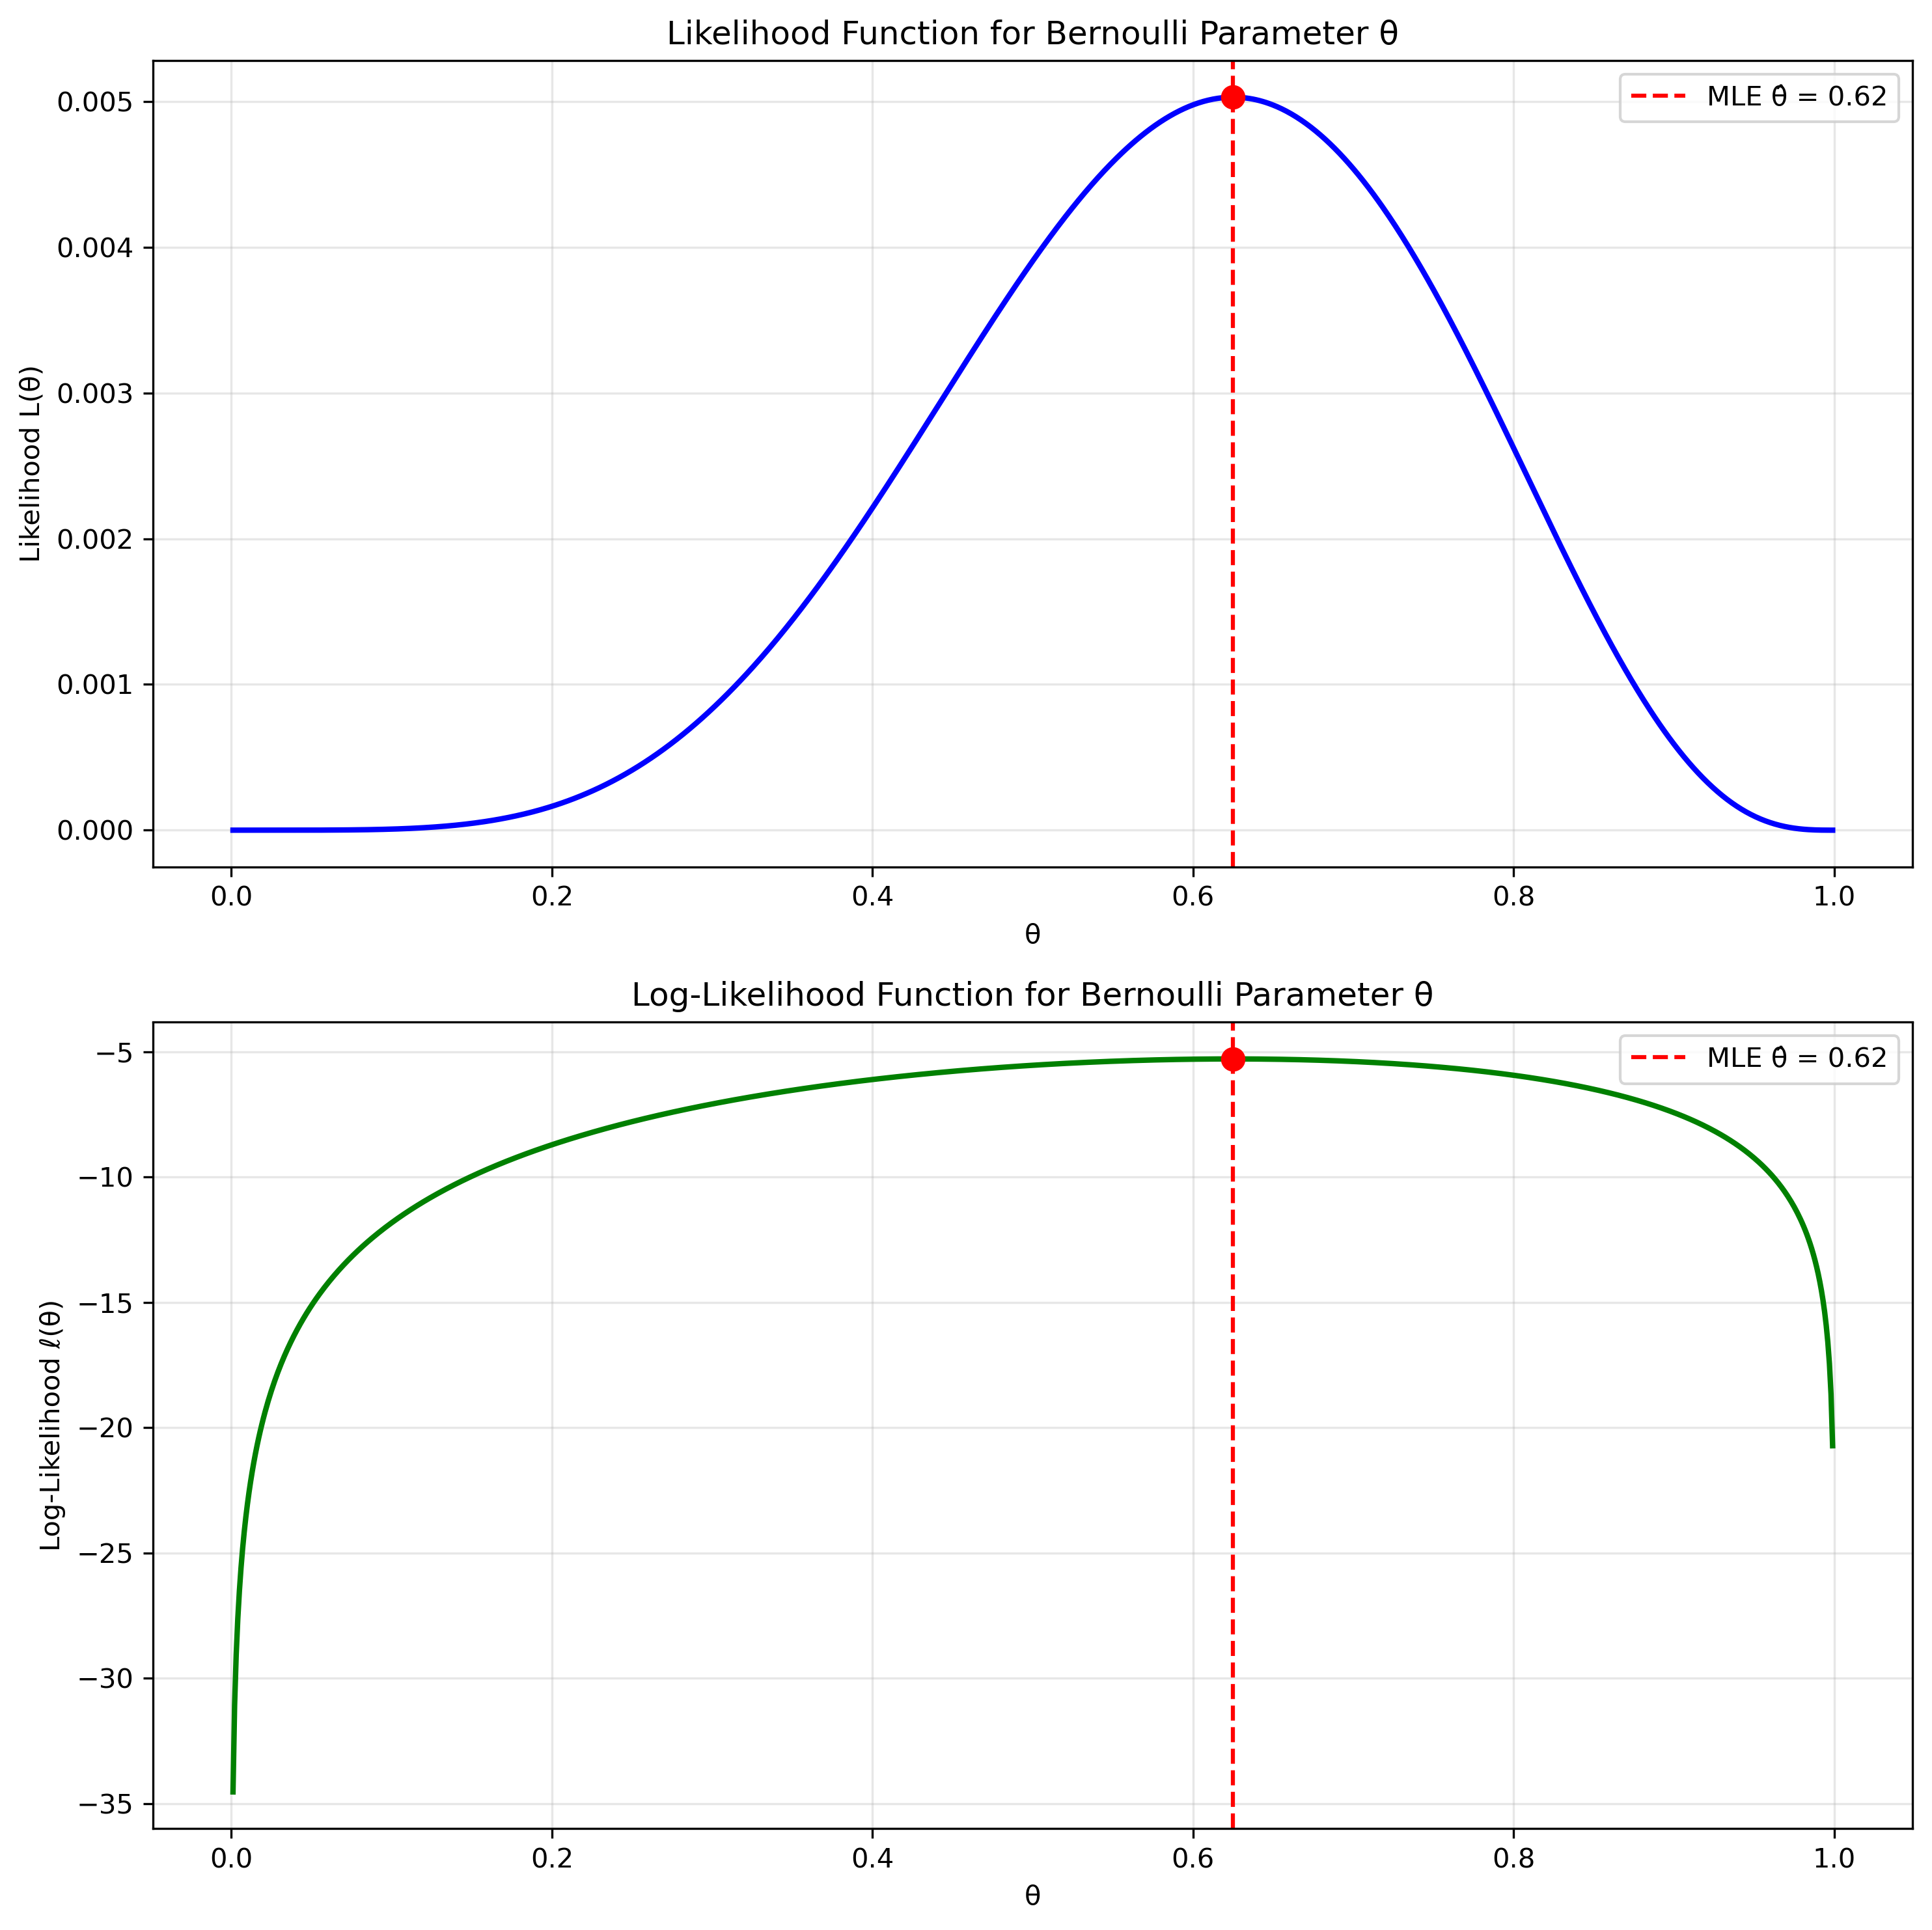 Likelihood Function for Bernoulli Parameter θ
MLE θ̂ = 0.62
Likelihood L(θ)
0.005
0.004
0.003
0.002
0.001
0.000
0.0 0.2 0.4 0.6 0.8 1.0
θ
Log-Likelihood Function for Bernoulli Parameter θ
MLE θ̂ = 0.62
Log-Likelihood ℓ(θ)
−5
−10
−15
−20
−25
−30
−35
0.0 0.2 0.4 0.6 0.8 1.0
θ